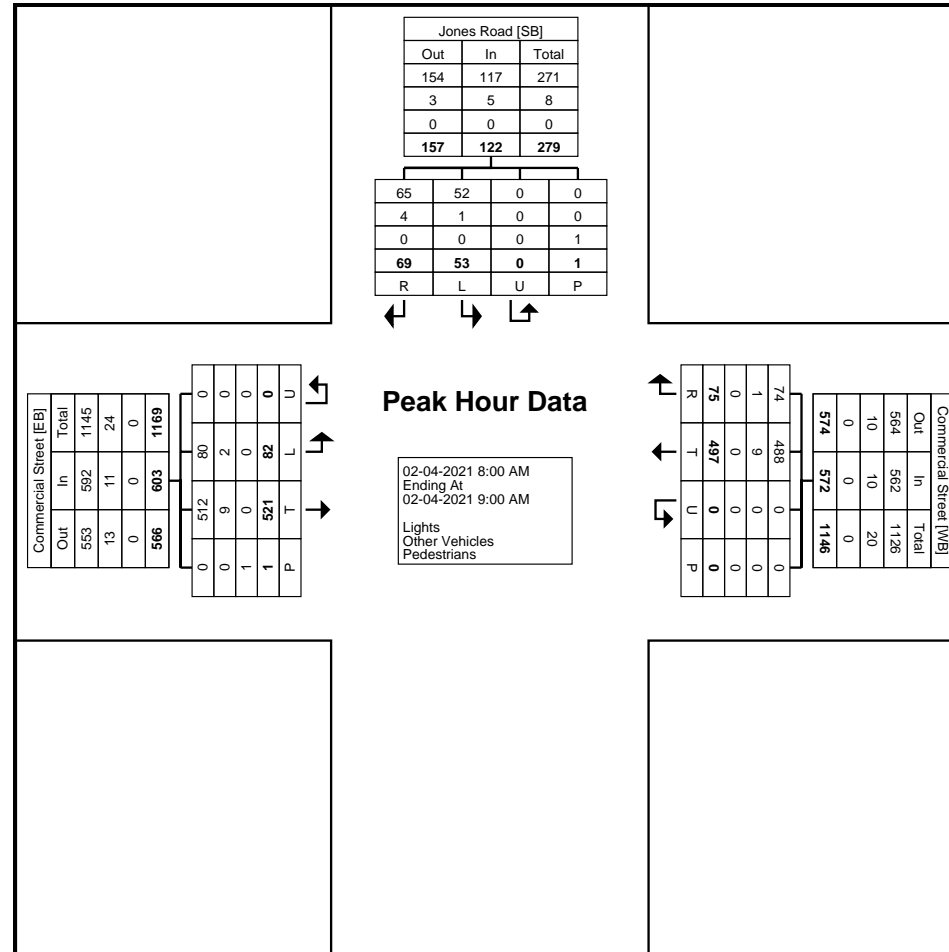 Jones Road [SB]
Out In Total
154 117 271
3 5 8
0 0 0
157 122 279
65 52 0 0
4 1 0 0
0 0 0 1
69 53 0 1
R L U P
Commercial Street [EB]
Out In Total
553 592 1145
13 11 24
0 0 0
566 603 1169
0 512 80 0
0 9 2 0
1 0 0 0
1 521 82 0
P T L U
Peak Hour Data
02-04-2021 8:00 AM
Ending At
02-04-2021 9:00 AM
Lights
Other Vehicles
Pedestrians
Commercial Street [WB]
Out In Total
564 562 1126
10 10 20
0 0 0
574 572 1146
74 488 0 0
1 9 0 0
0 0 0 0
75 497 0 0
R T U P